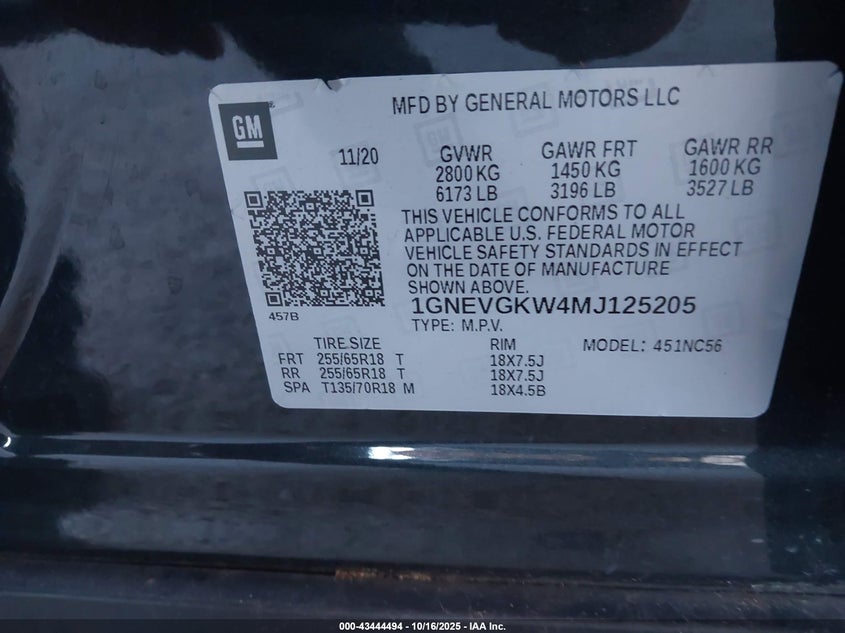 GM
MFD BY GENERAL MOTORS LLC
11/20
GVWR GAWR FRT GAWR RR
2800 KG 1450 KG 1600 KG
6173 LB 3196 LB 3527 LB
THIS VEHICLE CONFORMS TO ALL
APPLICABLE U.S. FEDERAL MOTOR
VEHICLE SAFETY STANDARDS IN EFFECT
ON THE DATE OF MANUFACTURE
SHOWN ABOVE.
457B
1GNEVGKW4MJ125205
TYPE: M.P.V.
TIRE SIZE RIM MODEL: 451NC56
FRT 255/65R18 T 18X7.5J
RR 255/65R18 T 18X7.5J
SPA T135/70R18 M 18X4.5B
000-43444494 - 10/16/2025 - IAA Inc.